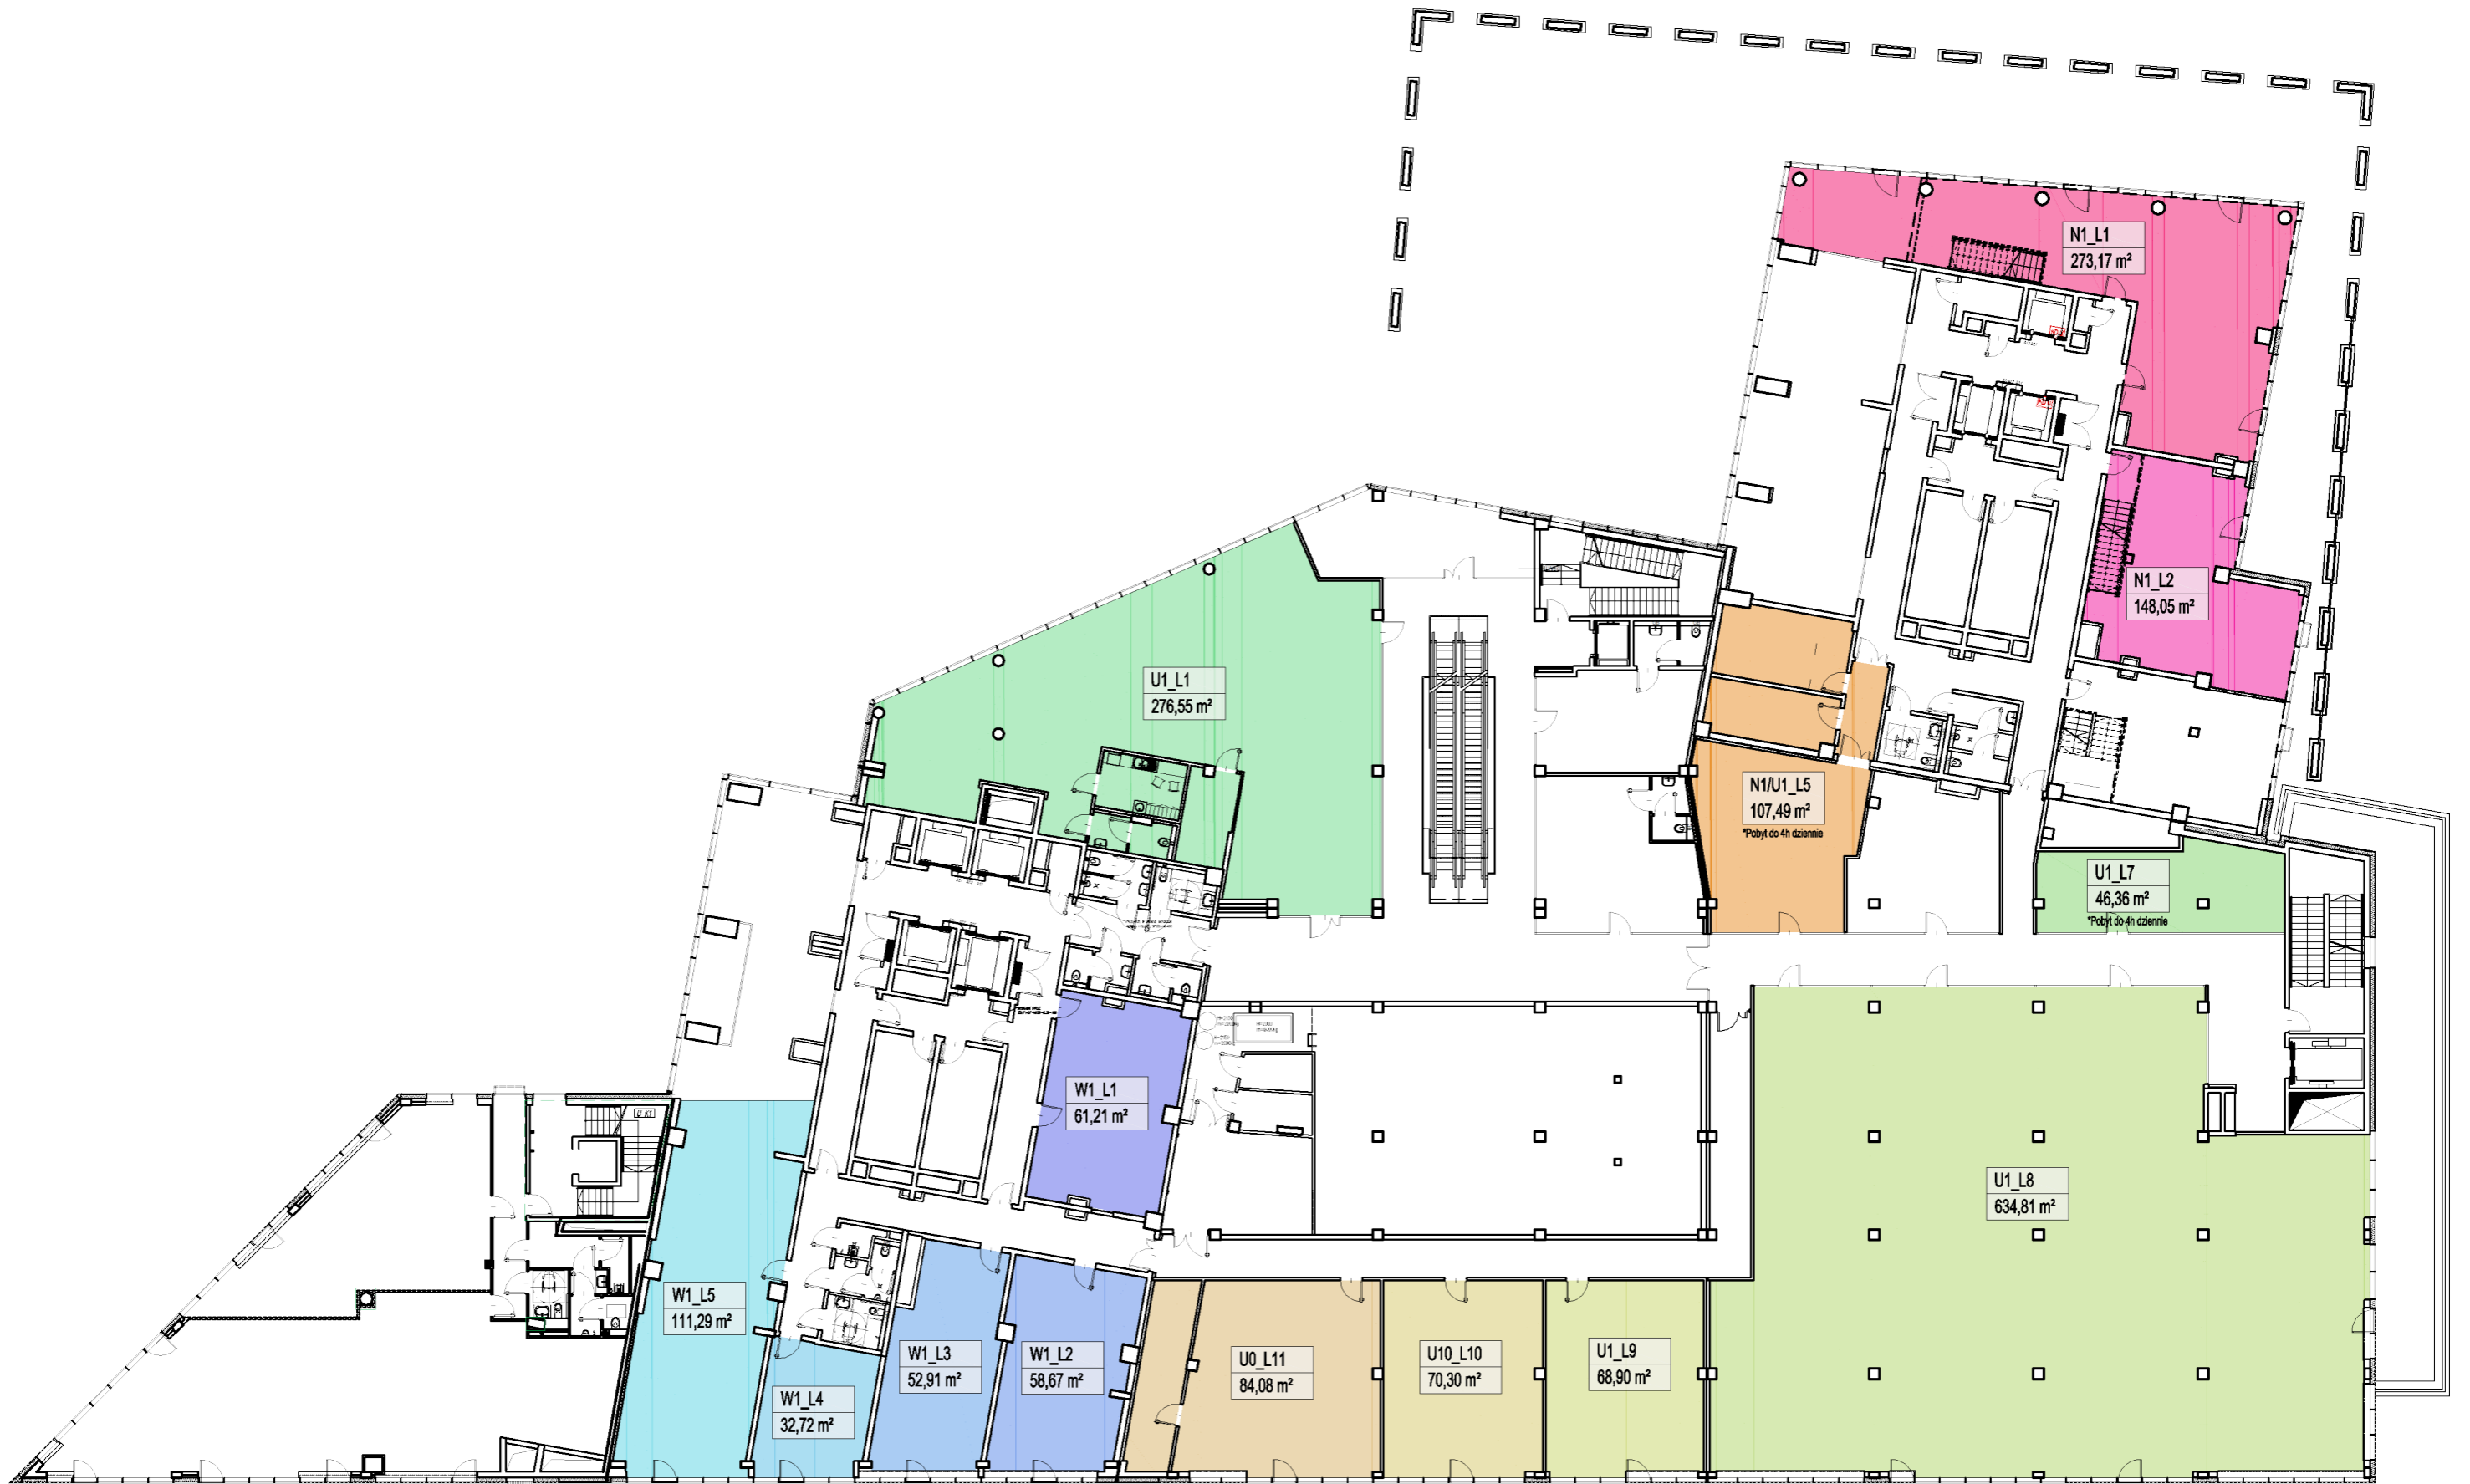 N1_L1
273,17 m²
N1_L2
148,05 m²
U1_L1
276,55 m²
N1/U1_L5
107,49 m²
*Pobyt do 4h dziennie
U1_L7
46,36 m²
*Pobyt do 4h dziennie
W1_L1
61,21 m²
U-K1
U1_L8
634,81 m²
W1_L5
111,29 m²
W1_L4
32,72 m²
W1_L3
52,91 m²
W1_L2
58,67 m²
U0_L11
84,08 m²
U10_L10
70,30 m²
U1_L9
68,90 m²